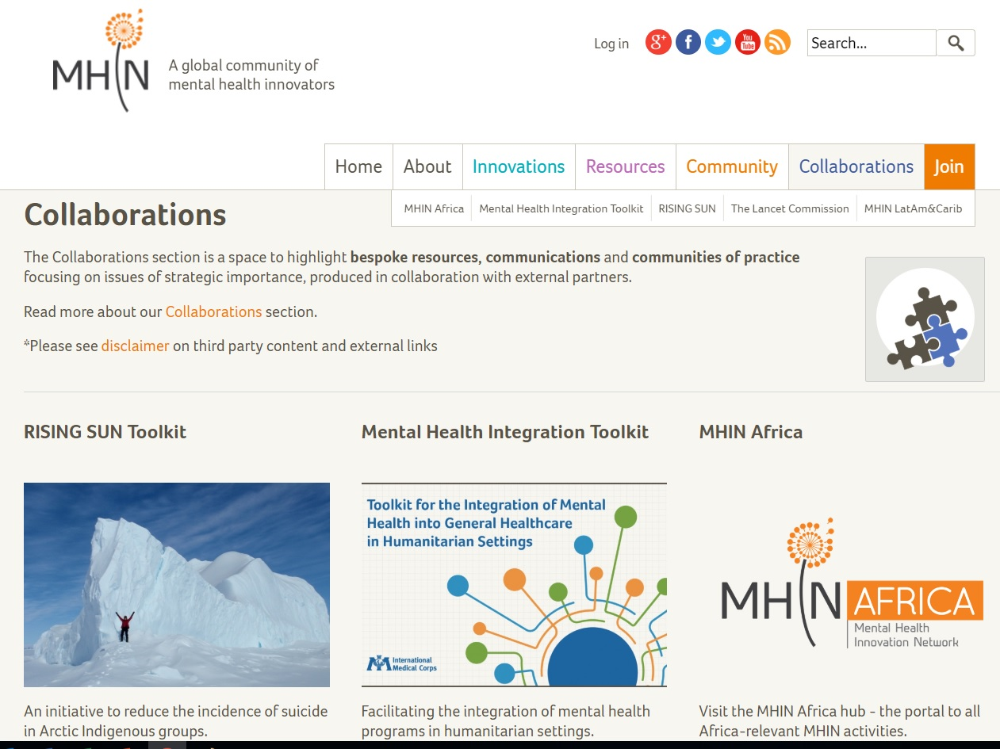 MHIN
A global community of
mental health innovators
Log in
g+
f
You
Tube
Search...
Home
About
Innovations
Resources
Community
Collaborations
Join
MHIN Africa
Mental Health Integration Toolkit
RISING SUN
The Lancet Commission
MHIN LatAm&Carib
Collaborations
The Collaborations section is a space to highlight bespoke resources, communications and communities of practice
focusing on issues of strategic importance, produced in collaboration with external partners.
Read more about our Collaborations section.
*Please see disclaimer on third party content and external links
RISING SUN Toolkit
Mental Health Integration Toolkit
MHIN Africa
Toolkit for the Integration of Mental
Health into General Healthcare
in Humanitarian Settings
International
Medical Corps
MHIN AFRICA
Mental Health
Innovation Network
An initiative to reduce the incidence of suicide
in Arctic Indigenous groups.
Facilitating the integration of mental health
programs in humanitarian settings.
Visit the MHIN Africa hub - the portal to all
Africa-relevant MHIN activities.